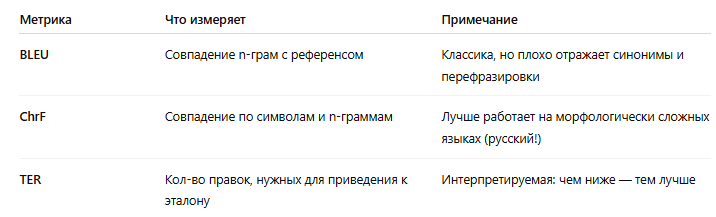 Метрика Что измеряет Примечание
BLEU Совпадение n-грам с референсом Классика, но плохо отражает синонимы и
перефразировки
ChrF Совпадение по символам и n-граммам Лучше работает на морфологически сложных
языках (русский!)
TER Кол-во правок, нужных для приведения к Интерпретируемая: чем ниже — тем лучше
эталону